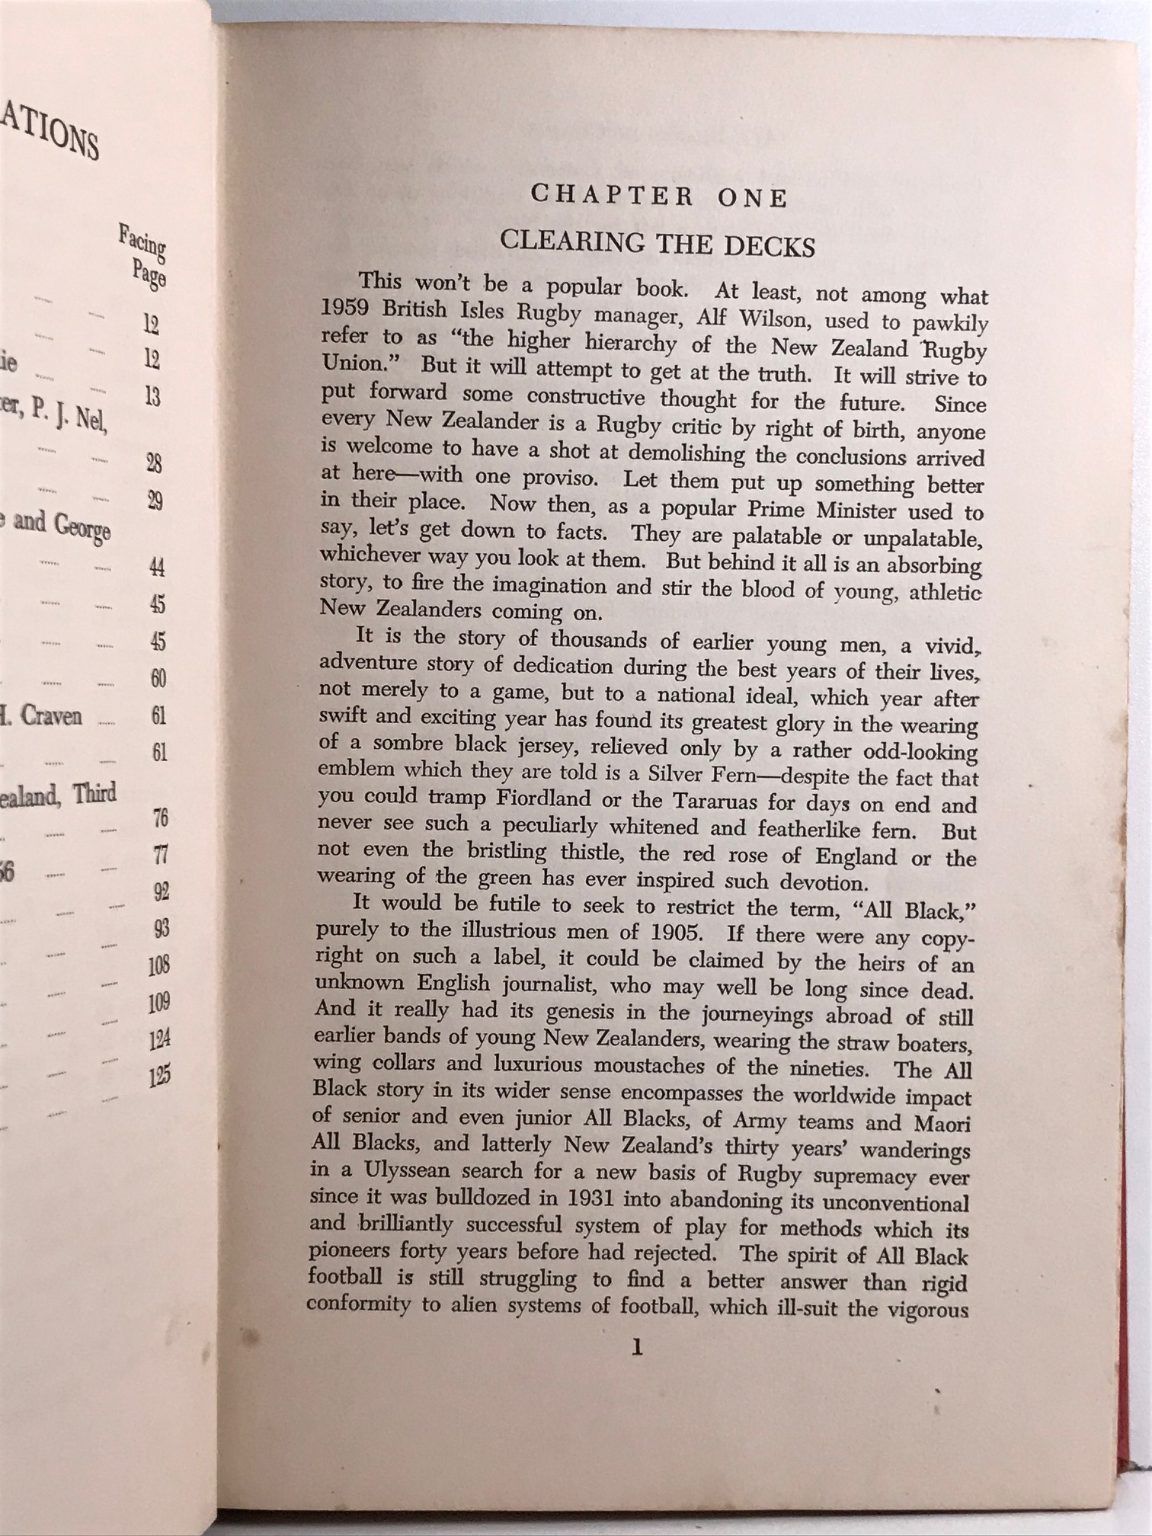 ATIONS
Facing
Page
12
12
ie
13
er, P. J. Nel,
28
29
and George
44
45
45
60
H. Craven
61
61
ealand, Third
76
77
56
92
93
108
109
124
125
CHAPTER ONE
CLEARING THE DECKS
This won't be a popular book. At least, not among what
1959 British Isles Rugby manager, Alf Wilson, used to pawkily
refer to as “the higher hierarchy of the New Zealand Rugby
Union.” But it will attempt to get at the truth. It will strive to
put forward some constructive thought for the future. Since
every New Zealander is a Rugby critic by right of birth, anyone
is welcome to have a shot at demolishing the conclusions arrived
at here—with one proviso. Let them put up something better
in their place. Now then, as a popular Prime Minister used to
say, let's get down to facts. They are palatable or unpalatable,
whichever way you look at them. But behind it all is an absorbing
story, to fire the imagination and stir the blood of young, athletic
New Zealanders coming on.
It is the story of thousands of earlier young men, a vivid,
adventure story of dedication during the best years of their lives,
not merely to a game, but to a national ideal, which year after
swift and exciting year has found its greatest glory in the wearing
of a sombre black jersey, relieved only by a rather odd-looking
emblem which they are told is a Silver Fern—despite the fact that
you could tramp Fiordland or the Tararuas for days on end and
never see such a peculiarly whitened and featherlike fern. But
not even the bristling thistle, the red rose of England or the
wearing of the green has ever inspired such devotion.
It would be futile to seek to restrict the term, “All Black,”
purely to the illustrious men of 1905. If there were any copy-
right on such a label, it could be claimed by the heirs of an
unknown English journalist, who may well be long since dead.
And it really had its genesis in the journeyings abroad of still
earlier bands of young New Zealanders, wearing the straw boaters,
wing collars and luxurious moustaches of the nineties. The All
Black story in its wider sense encompasses the worldwide impact
of senior and even junior All Blacks, of Army teams and Maori
All Blacks, and latterly New Zealand's thirty years' wanderings
in a Ulyssean search for a new basis of Rugby supremacy ever
since it was bulldozed in 1931 into abandoning its unconventional
and brilliantly successful system of play for methods which its
pioneers forty years before had rejected. The spirit of All Black
football is still struggling to find a better answer than rigid
conformity to alien systems of football, which ill-suit the vigorous
1